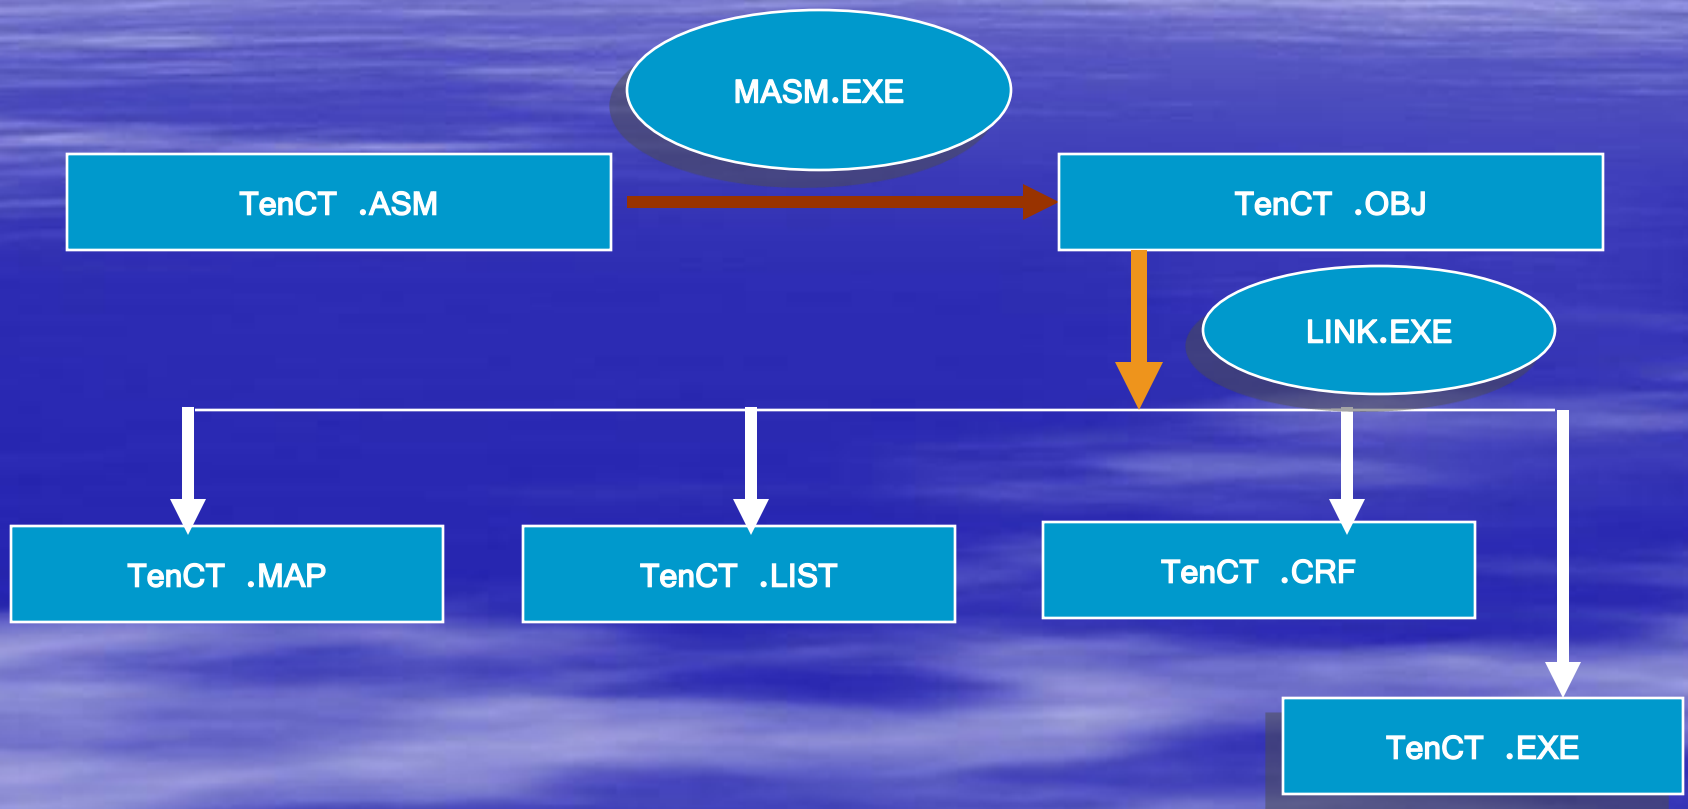 MASM.EXE
TenCT .ASM
TenCT .OBJ
LINK.EXE
TenCT .MAP
TenCT .LIST
TenCT .CRF
TenCT .EXE